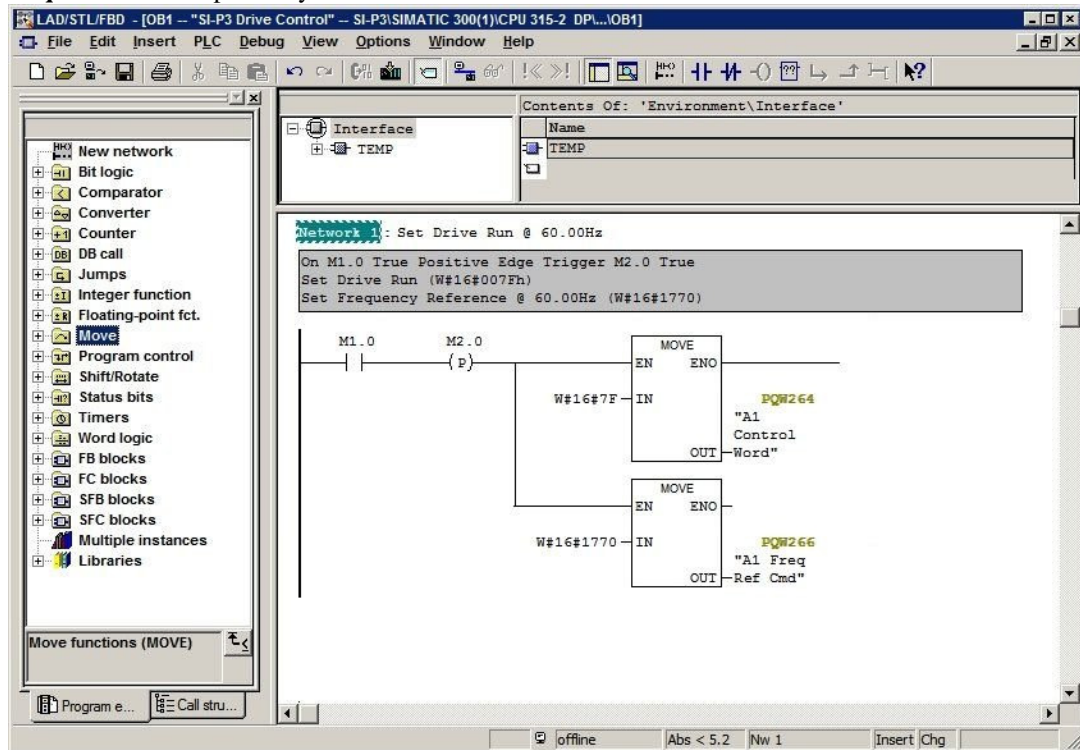 LAD/STL/FBD - [OB1 -- "SI-P3 Drive Control" -- SI-P3\SIMATIC 300(1)\CPU 315-2 DP\...\OB1]
File Edit Insert PLC Debug View Options Window Help
New network
Bit logic
Comparator
Converter
Counter
DB call
Jumps
Integer function
Floating-point fct.
Move
Program control
Shift/Rotate
Status bits
Timers
Word logic
FB blocks
FC blocks
SFB blocks
SFC blocks
Multiple instances
Libraries
Move functions (MOVE)
Program e... Call stru...
Interface
TEMP
Contents Of: 'Environment\Interface'
Name
TEMP
Network 1: Set Drive Run @ 60.00Hz
On M1.0 True Positive Edge Trigger M2.0 True
Set Drive Run (W#16#007Fh)
Set Frequency Reference @ 60.00Hz (W#16#1770)
M1.0 M2.0 MOVE
(P) EN ENO
W#16#7F IN PQW264
"A1
Control
OUT Word"
MOVE
EN ENO
W#16#1770 IN PQW266
"A1 Freq
OUT Ref Cmd"
offline Abs < 5.2 Nw 1 Insert Chg